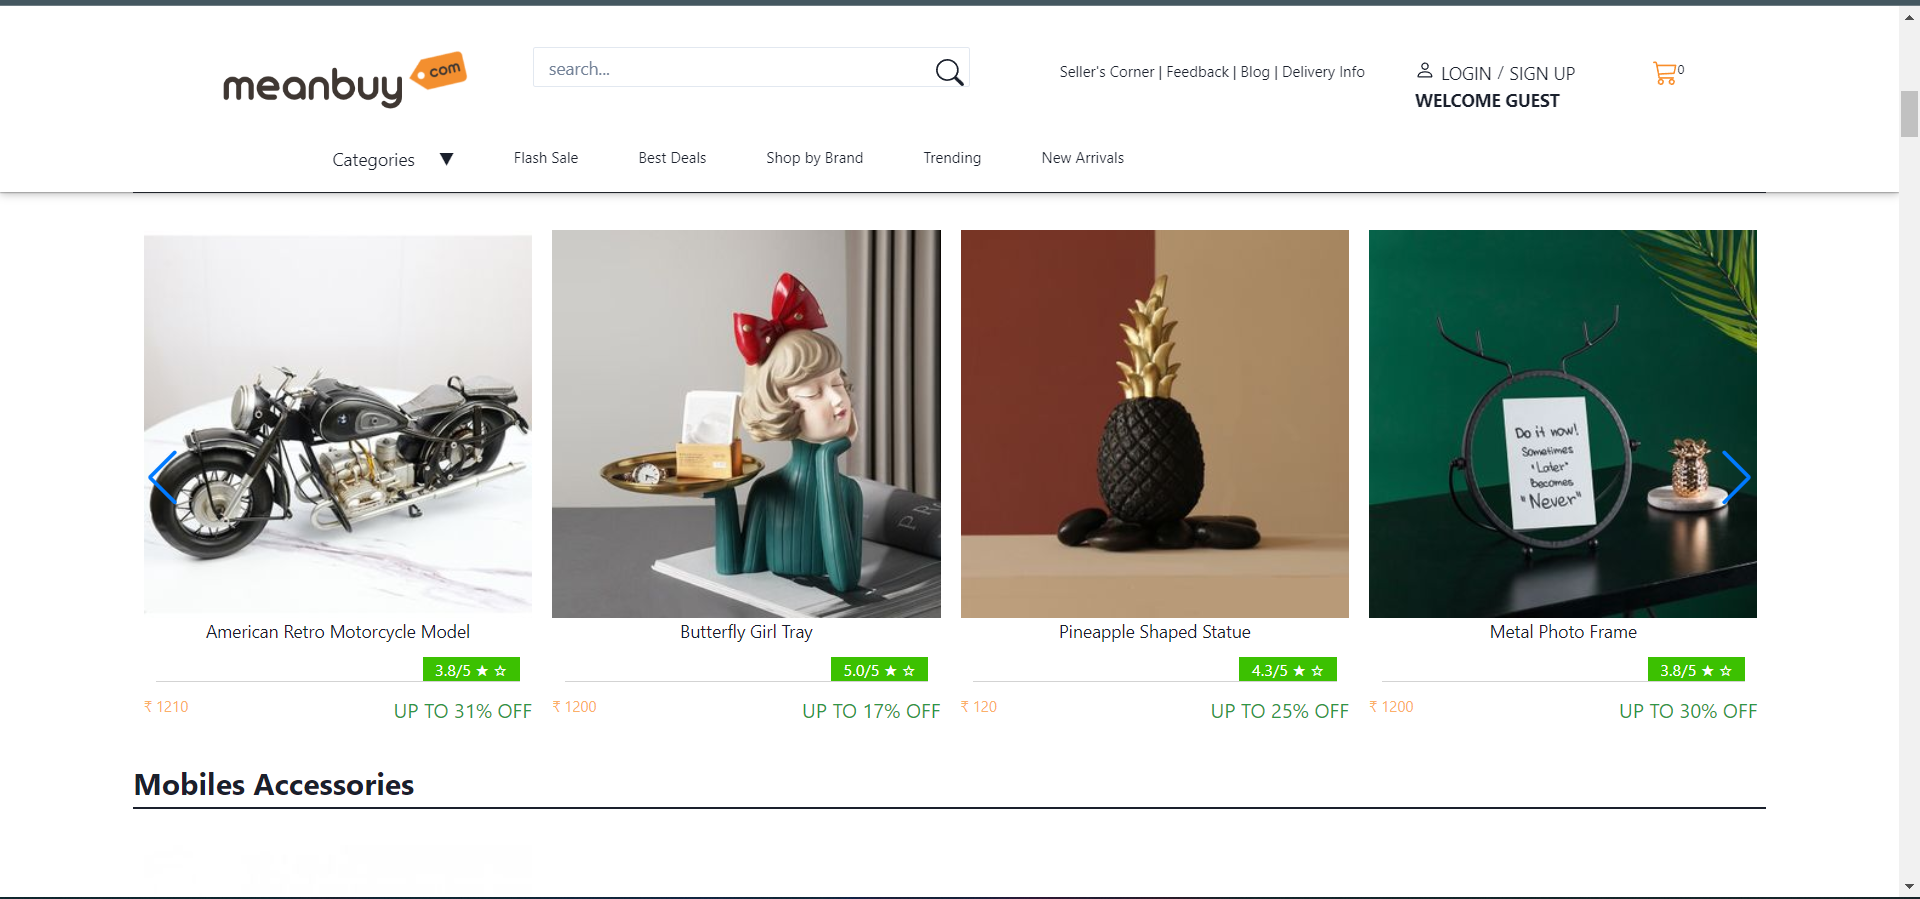 meanbuy com
search...
Seller's Corner | Feedback | Blog | Delivery Info
LOGIN / SIGN UP
WELCOME GUEST
0
Categories ▼
Flash Sale
Best Deals
Shop by Brand
Trending
New Arrivals
Do it now!
Sometimes
"Later"
becomes
"Never"
American Retro Motorcycle Model
3.8/5 ★ ☆
₹ 1210
UP TO 31% OFF
Butterfly Girl Tray
5.0/5 ★ ☆
₹ 1200
UP TO 17% OFF
Pineapple Shaped Statue
4.3/5 ★ ☆
₹ 120
UP TO 25% OFF
Metal Photo Frame
3.8/5 ★ ☆
₹ 1200
UP TO 30% OFF
Mobiles Accessories